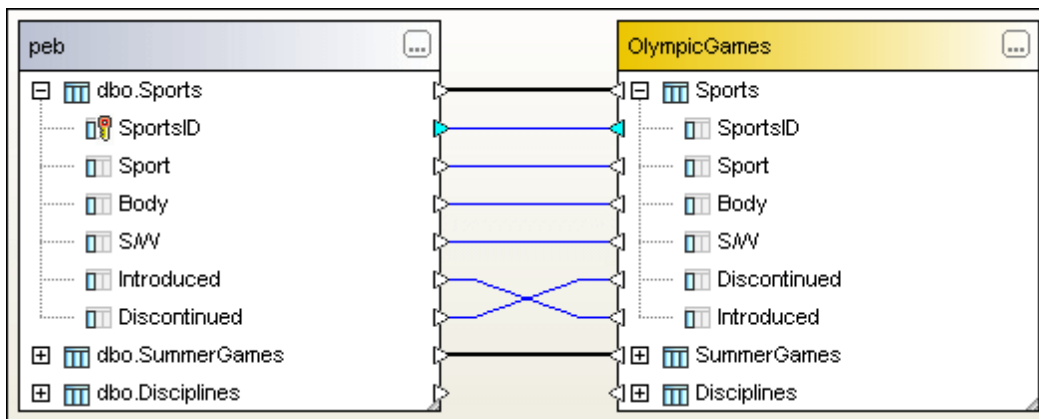 peb
dbo.Sports
SportsID
Sport
Body
S/W
Introduced
Discontinued
dbo.SummerGames
dbo.Disciplines
OlympicGames
Sports
SportsID
Sport
Body
S/W
Discontinued
Introduced
SummerGames
Disciplines